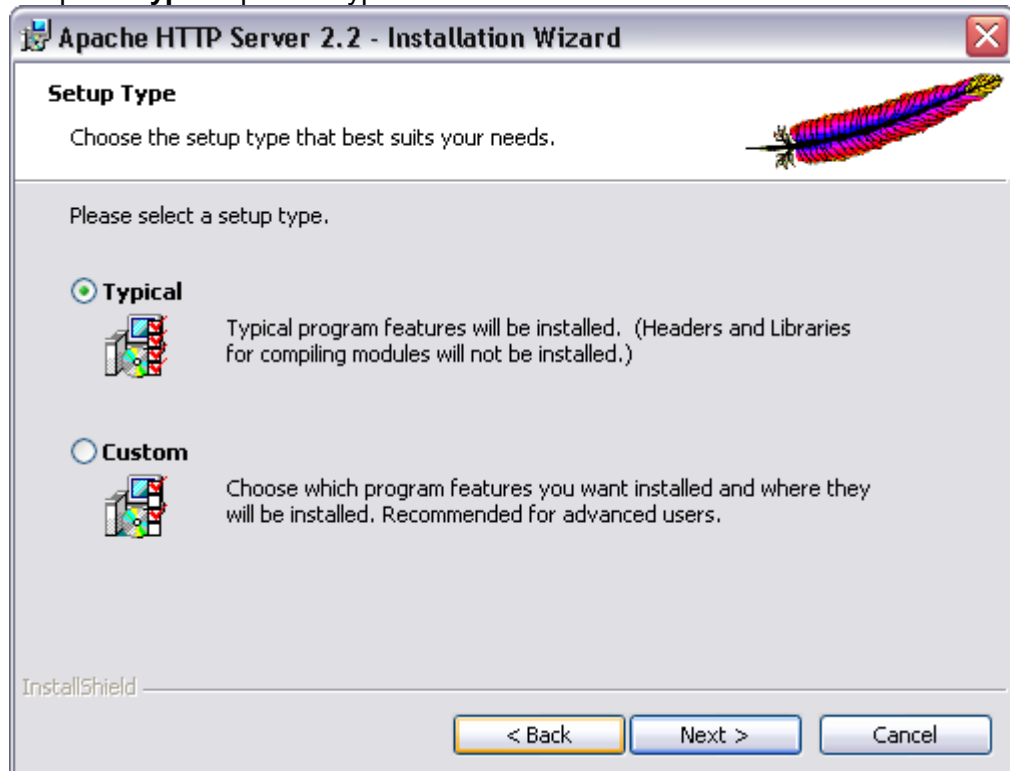 Apache HTTP Server 2.2 - Installation Wizard
Setup Type
Choose the setup type that best suits your needs.
Please select a setup type.
Typical
Typical program features will be installed. (Headers and Libraries
for compiling modules will not be installed.)
Custom
Choose which program features you want installed and where they
will be installed. Recommended for advanced users.
InstallShield
< Back
Next >
Cancel